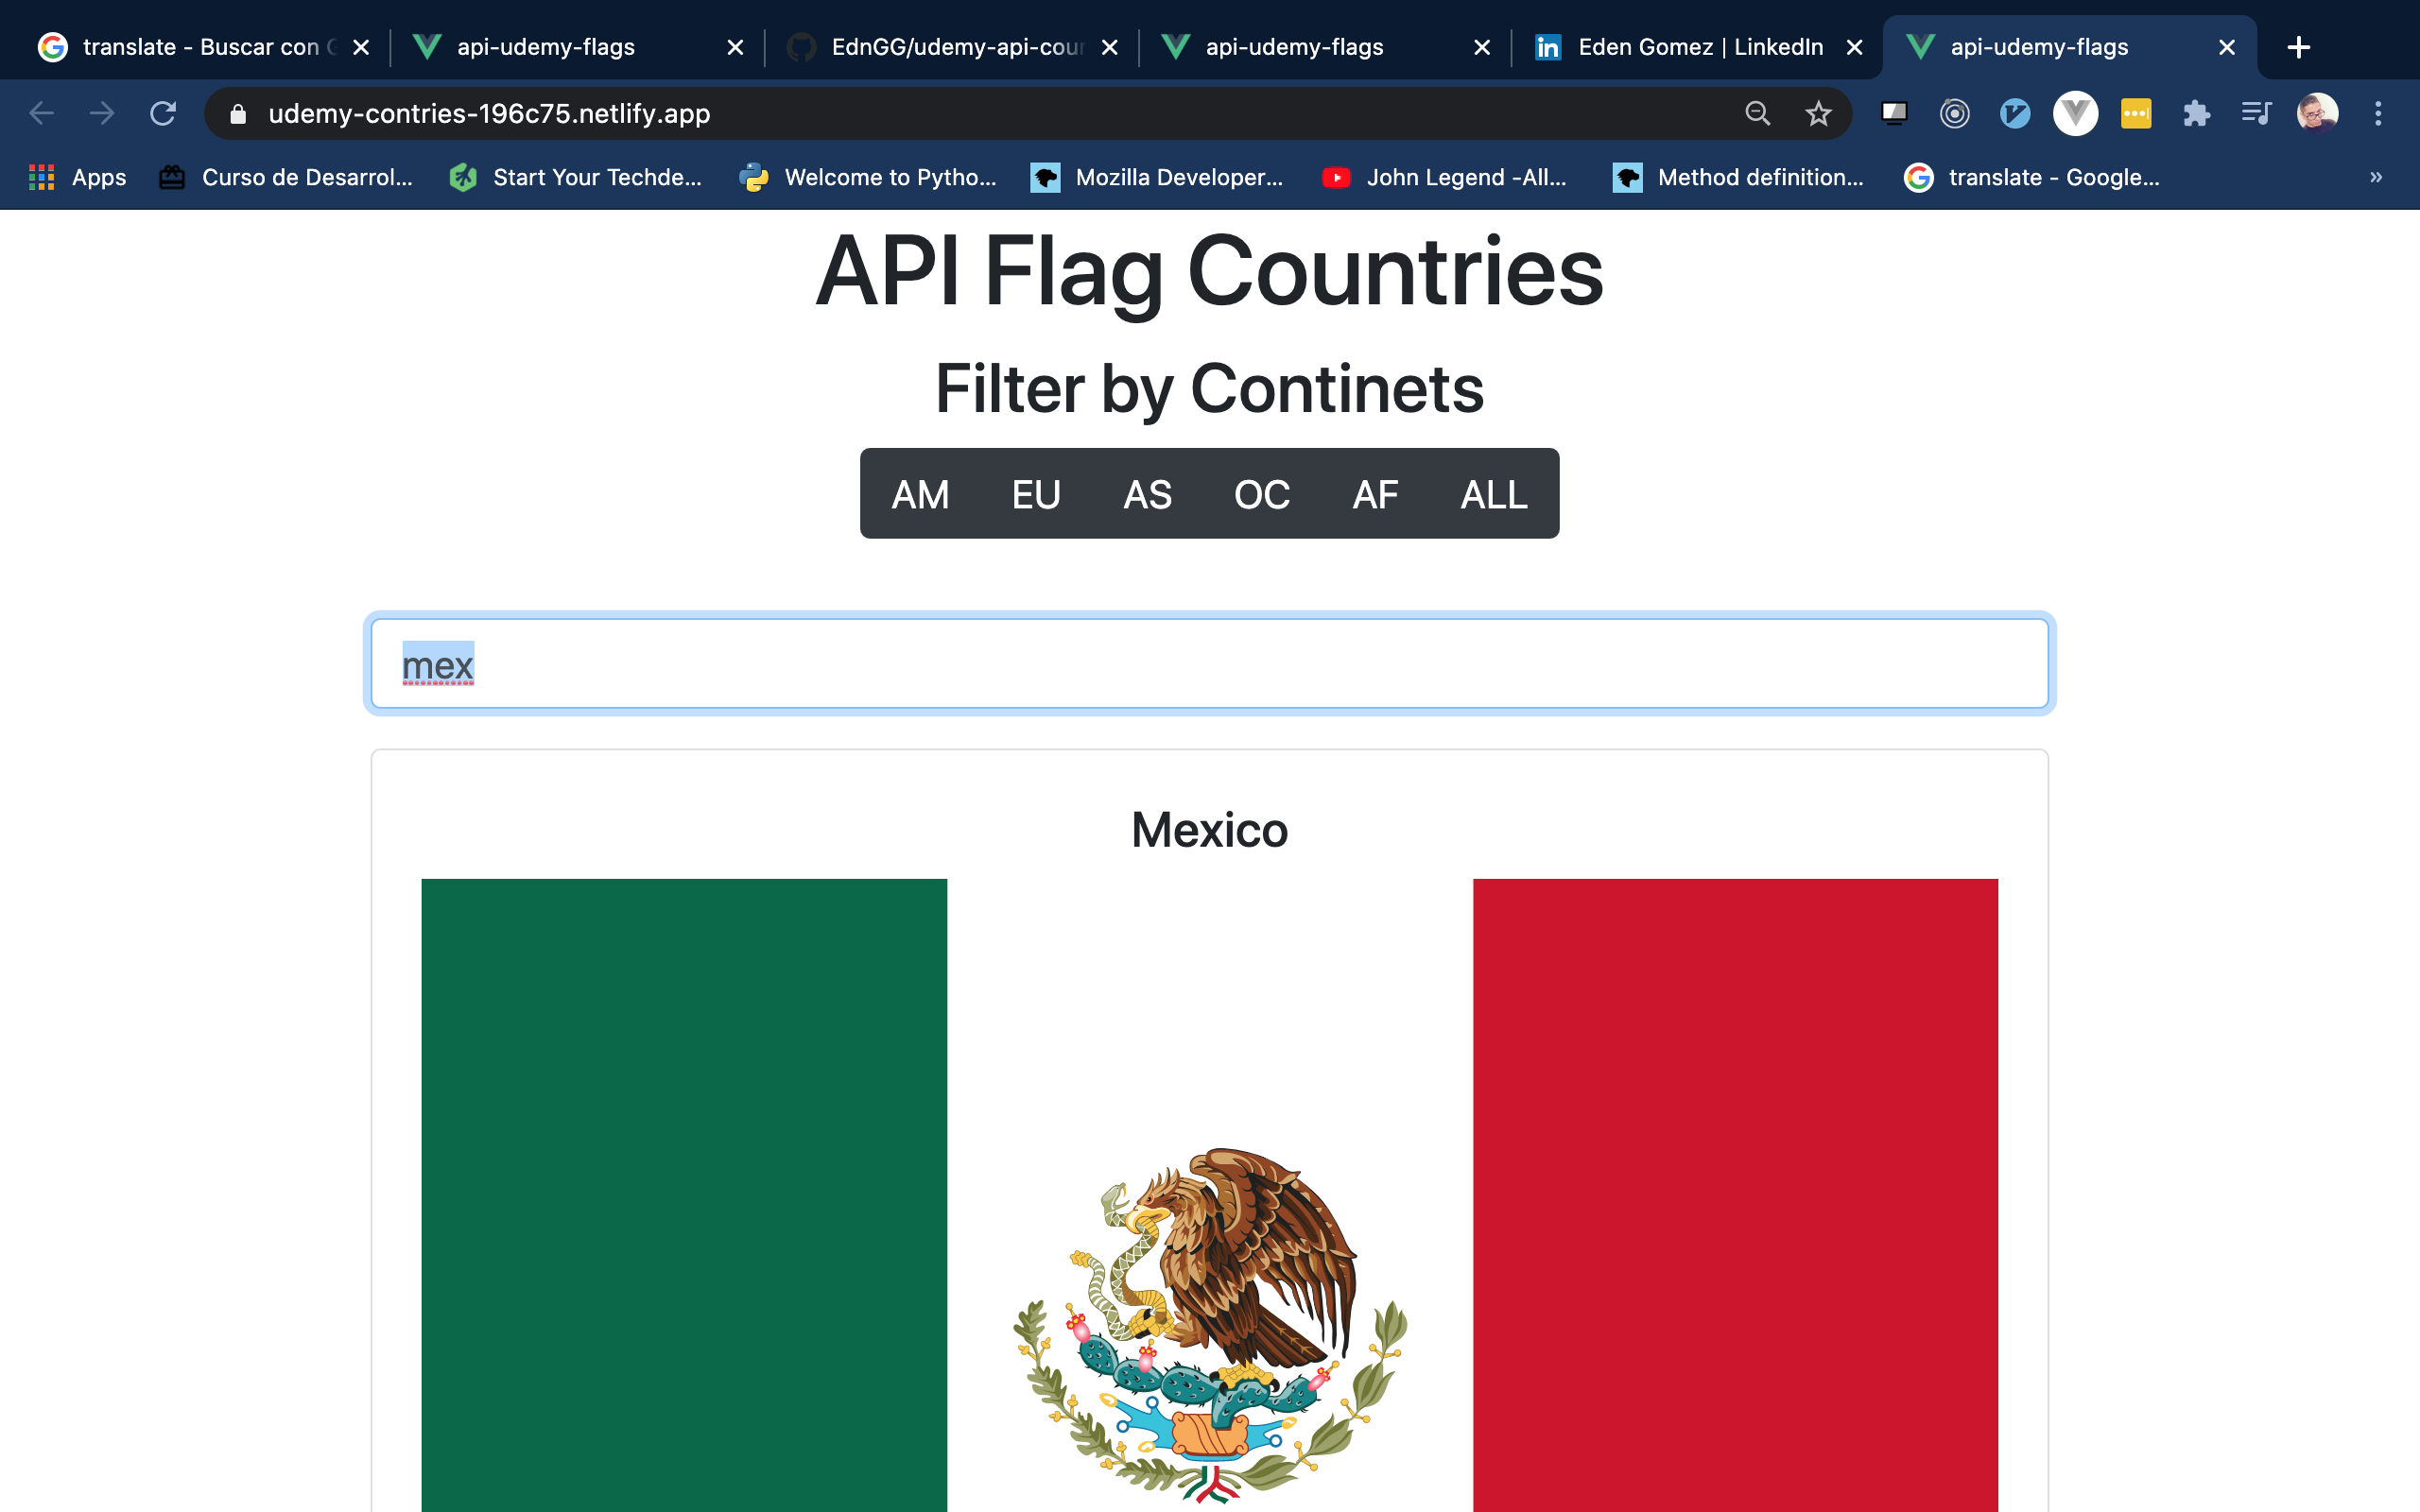 translate - Buscar con G
api-udemy-flags
EdnGG/udemy-api-cour
api-udemy-flags
Eden Gomez | LinkedIn
api-udemy-flags
udemy-contries-196c75.netlify.app
Apps
Curso de Desarrol...
Start Your Techde...
Welcome to Pytho...
Mozilla Developer...
John Legend -All...
Method definition...
translate - Google...
»
API Flag Countries
Filter by Continets
AM EU AS OC AF ALL
mex
Mexico